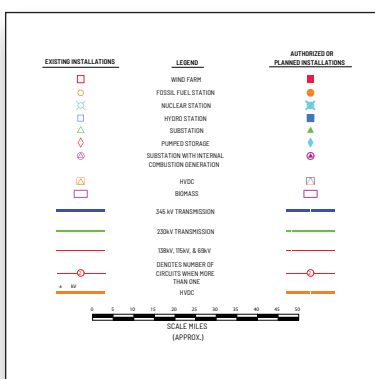 AUTHORIZED OR
EXISTING INSTALLATIONS LEGEND PLANNED INSTALLATIONS
WIND FARM
FOSSIL FUEL STATION
NUCLEAR STATION
HYDRO STATION
SUBSTATION
PUMPED STORAGE
SUBSTATION WITH INTERNAL
COMBUSTION GENERATION
HVDC
BIOMASS
345 kV TRANSMISSION
230kV TRANSMISSION
138kV, 115kV, & 69kV
DENOTES NUMBER OF
2 CIRCUITS WHEN MORE 2
THAN ONE
kV
HVDC
0 5 10 15 20 25 30 35 40 45 50
SCALE MILES
(APPROX.)